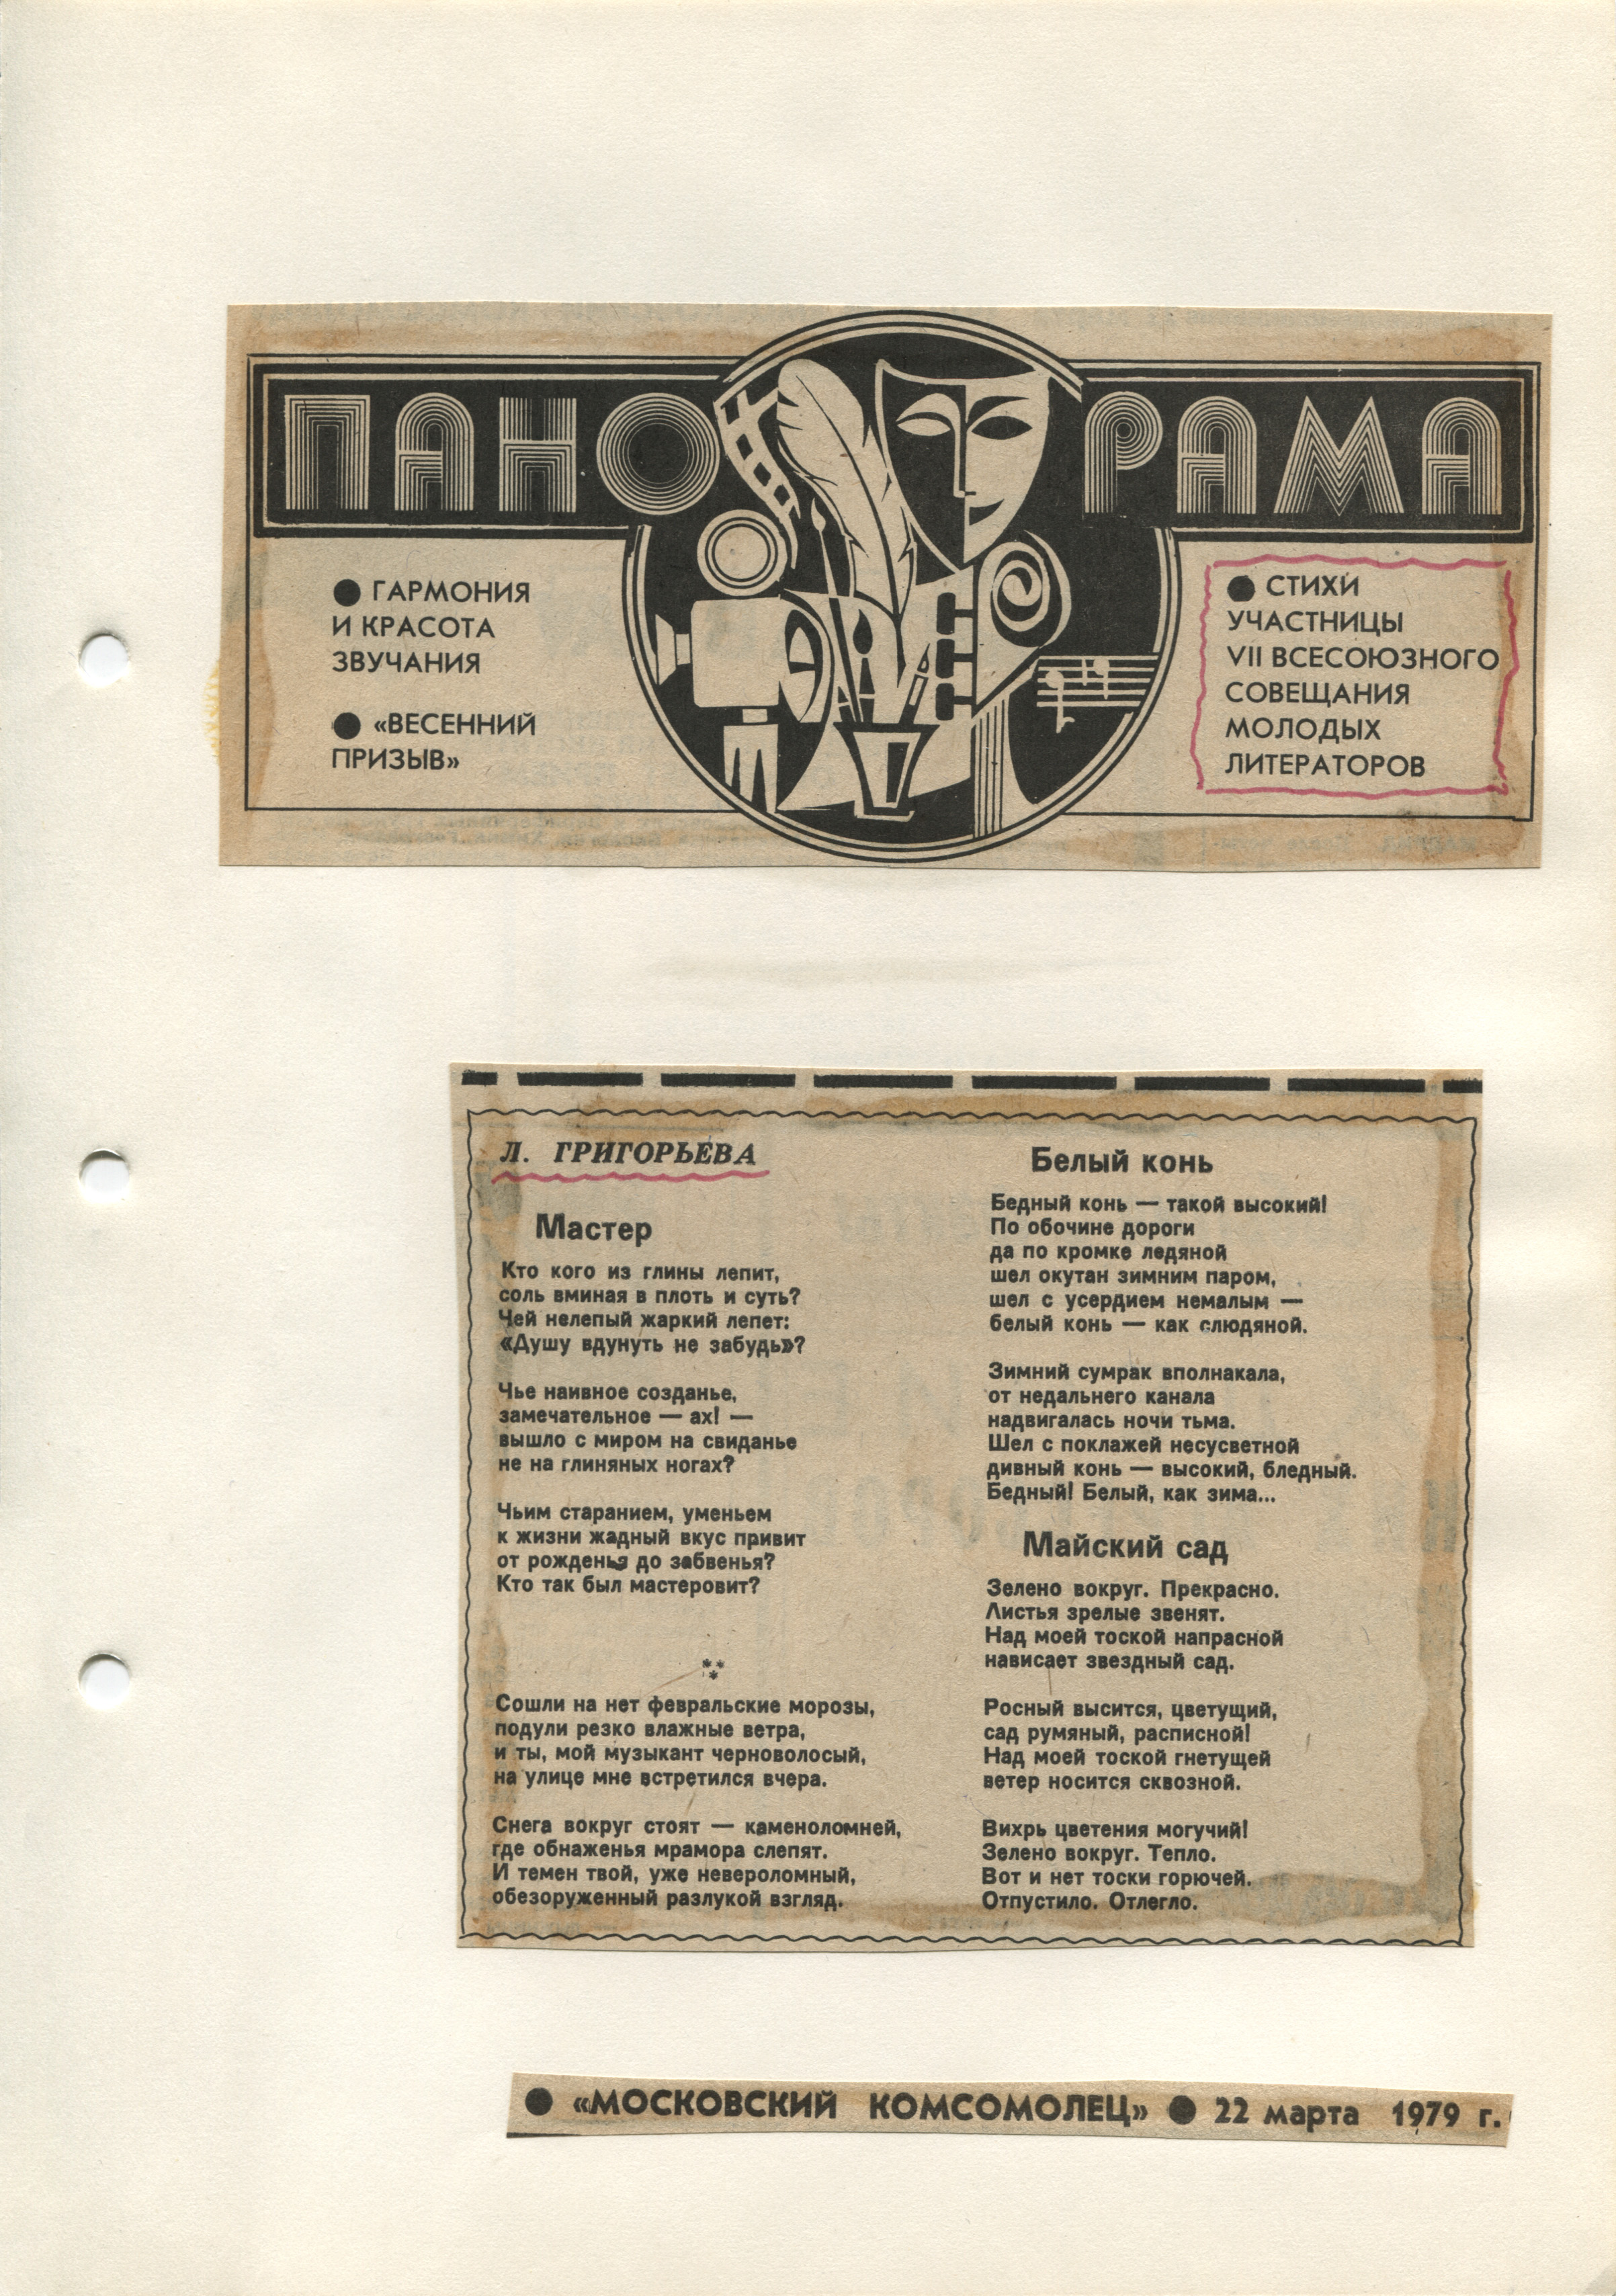 ПАНОРАМА
● ГАРМОНИЯ
И КРАСОТА
ЗВУЧАНИЯ
● «ВЕСЕННИЙ
ПРИЗЫВ»
● СТИХИ
УЧАСТНИЦЫ
VII ВСЕСОЮЗНОГО
СОВЕЩАНИЯ
МОЛОДЫХ
ЛИТЕРАТОРОВ
Л. ГРИГОРЬЕВА
Мастер
Кто кого из глины лепит,
соль вминая в плоть и суть?
Чей нелепый жаркий лепет:
«Душу вдунуть не забудь»?
Чье наивное созданье,
замечательное — ах! —
вышло с миром на свиданье
не на глиняных ногах?
Чьим старанием, уменьем
к жизни жадный вкус привит
от рожденья до забвенья?
Кто так был мастеровит?
***
Сошли на нет февральские морозы,
подули резко влажные ветра,
и ты, мой музыкант черноволосый,
на улице мне встретился вчера.
Снега вокруг стоят — каменоломней,
где обнаженья мрамора слепят.
И темен твой, уже невероломный,
обезоруженный разлукой взгляд.
Белый конь
Бедный конь — такой высокий!
По обочине дороги
да по кромке ледяной
шел окутан зимним паром,
шел с усердием немалым —
белый конь — как слюдяной.
Зимний сумрак вполнакала,
от недальнего канала
надвигалась ночи тьма.
Шел с поклажей несусветной
дивный конь — высокий, бледный.
Бедный! Белый, как зима...
Майский сад
Зелено вокруг. Прекрасно.
Листья зрелые звенят.
Над моей тоской напрасной
нависает звездный сад.
Росный высится, цветущий,
сад румяный, расписной!
Над моей тоской гнетущей
ветер носится сквозной.
Вихрь цветения могучий!
Зелено вокруг. Тепло.
Вот и нет тоски горючей.
Отпустило. Отлегло.
● «МОСКОВСКИЙ КОМСОМОЛЕЦ» ● 22 марта 1979 г.